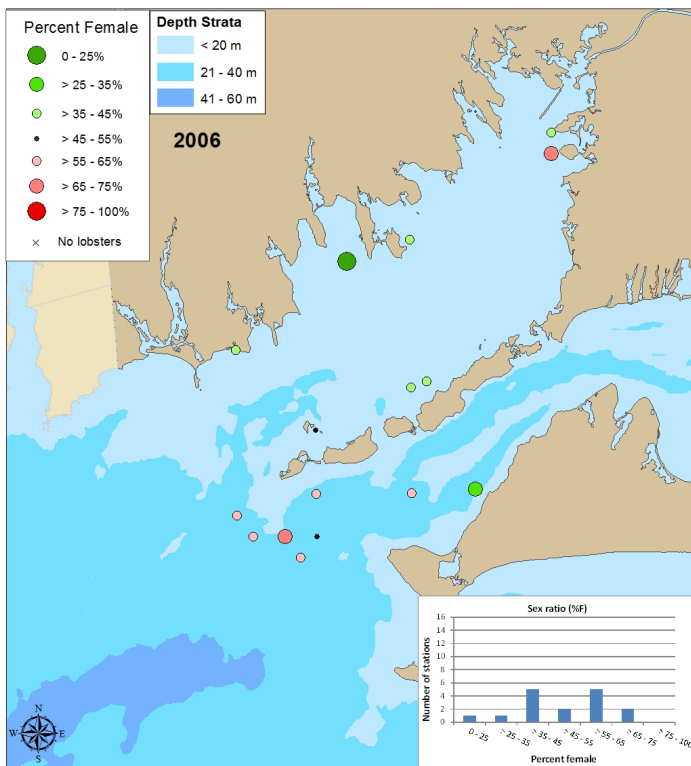 Percent Female
0 - 25%
> 25 - 35%
> 35 - 45%
> 45 - 55%
> 55 - 65%
> 65 - 75%
> 75 - 100%
No lobsters
Depth Strata
< 20 m
21 - 40 m
41 - 60 m
2006
N
W E
S
Sex ratio (%F)
Number of stations
16
14
12
10
8
6
4
2
0
0 - 25
> 25 - 35
> 35 - 45
> 45 - 55
> 55 - 65
> 65 - 75
> 75 - 100
Percent female